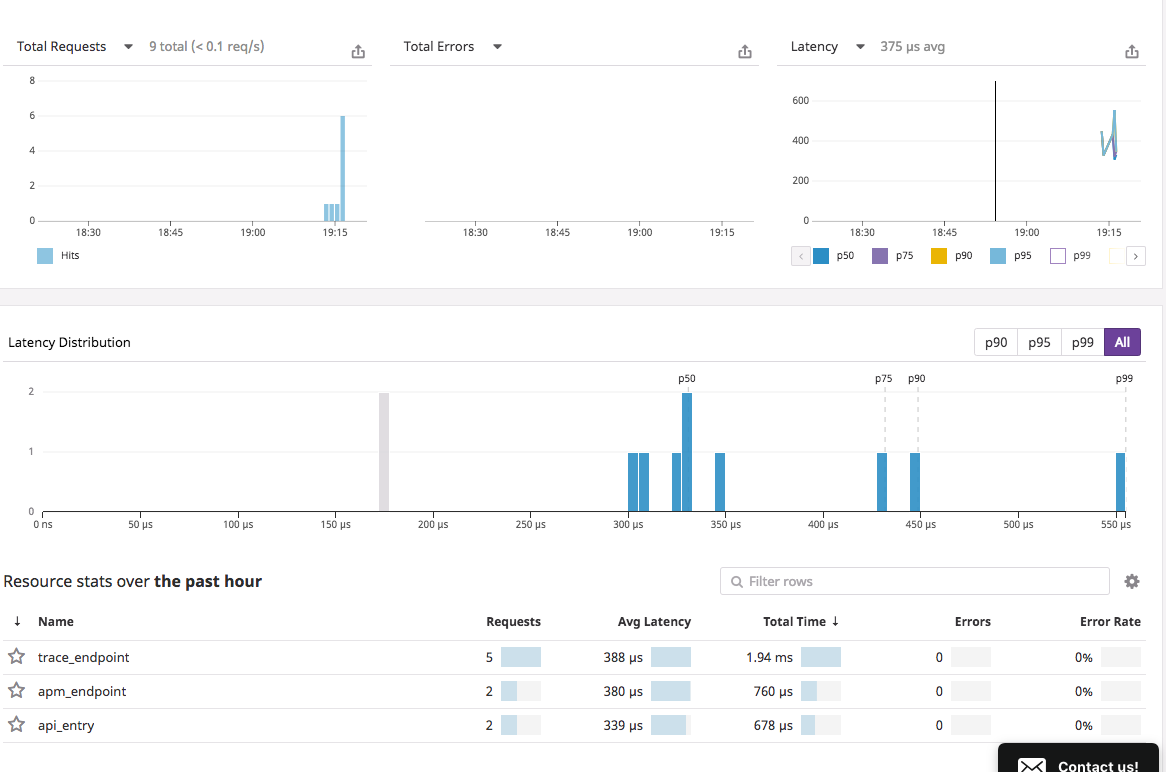 Total Requests 9 total (< 0.1 req/s)
Total Errors
Latency 375 µs avg
8
6
4
2
0
18:30 18:45 19:00 19:15
Hits
18:30 18:45 19:00 19:15
600
400
200
0
18:30 18:45 19:00 19:15
p50 p75 p90 p95 p99
Latency Distribution
p90 p95 p99 All
p50 p75 p90 p99
2
1
0
0 ns 50 µs 100 µs 150 µs 200 µs 250 µs 300 µs 350 µs 400 µs 450 µs 500 µs 550 µs
Resource stats over the past hour
Filter rows
↓ Name Requests Avg Latency Total Time ↓ Errors Error Rate
trace_endpoint 5 388 µs 1.94 ms 0 0%
apm_endpoint 2 380 µs 760 µs 0 0%
api_entry 2 339 µs 678 µs 0 0%
Contact us!